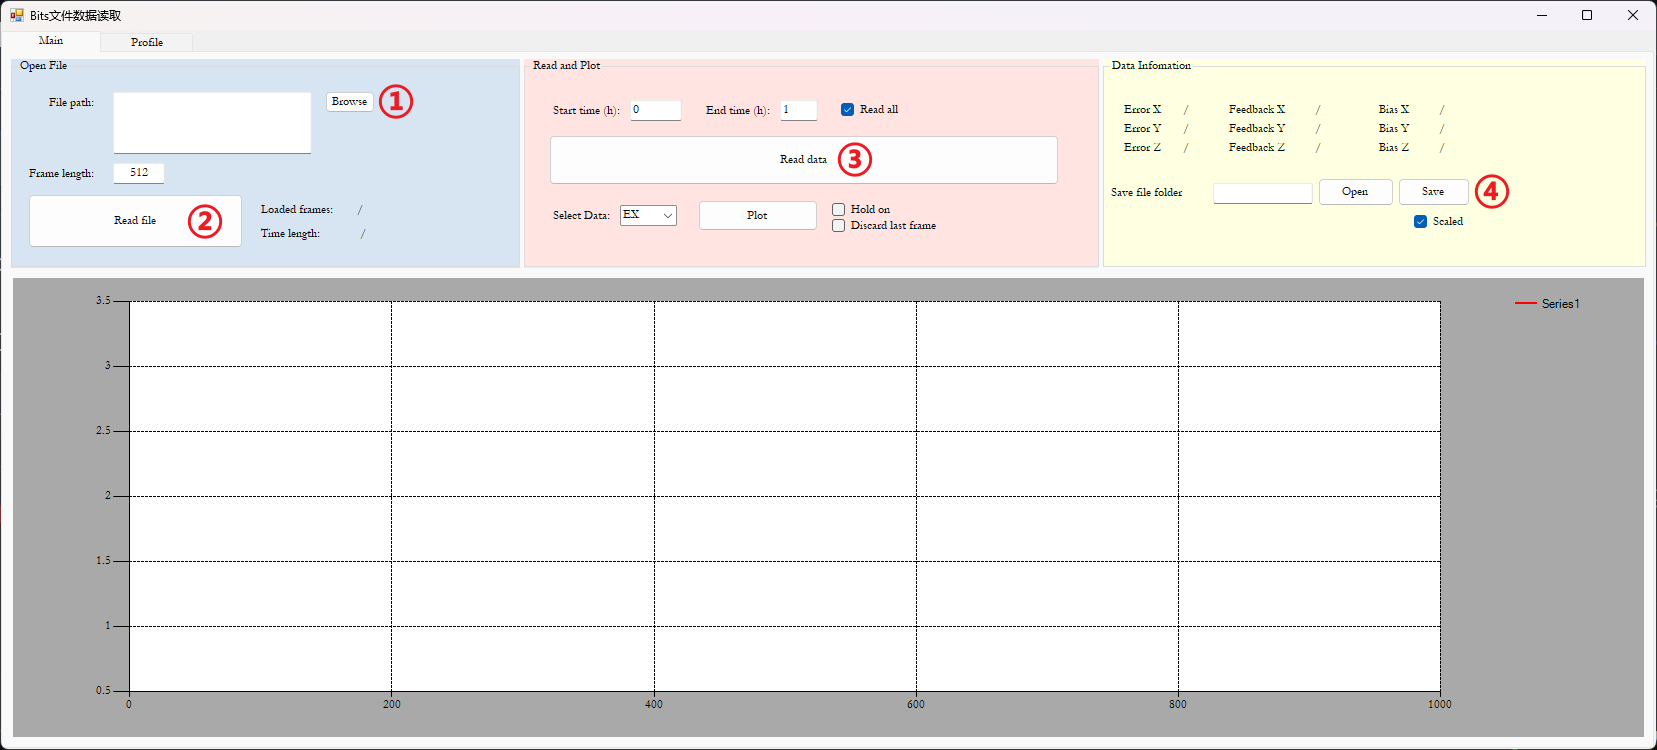 Bits文件数据读取
Main
Profile
Open File
File path:
Browse
①
Frame length:
512
Read file
②
Loaded frames: /
Time length: /
Read and Plot
Start time (h): 0
End time (h): 1
Read all
Read data
③
Select Data: EX
Plot
Hold on
Discard last frame
Data Infomation
Error X / Feedback X / Bias X /
Error Y / Feedback Y / Bias Y /
Error Z / Feedback Z / Bias Z /
Save file folder
Open
Save
④
Scaled
3.5
3
2.5
2
1.5
1
0.5
0 200 400 600 800 1000
Series1